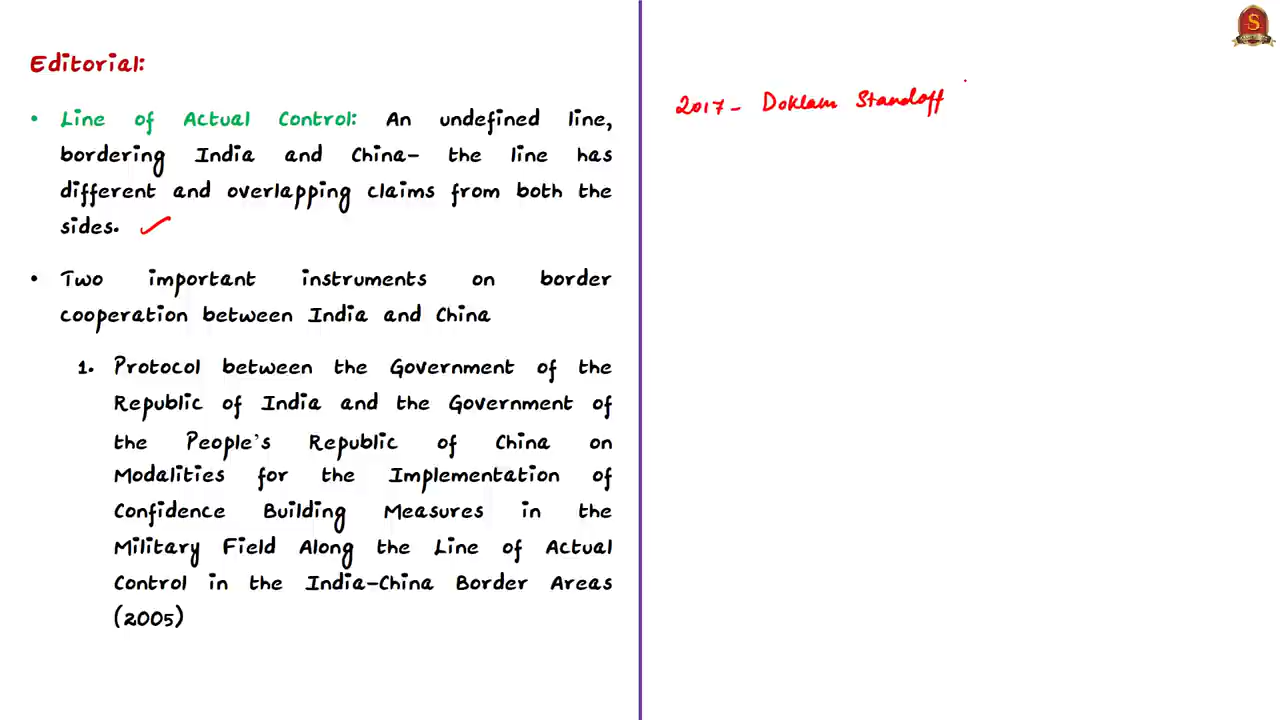 Editorial:
• Line of Actual Control: An undefined line,
bordering India and China- the line has
different and overlapping claims from both the
sides.
• Two important instruments on border
cooperation between India and China
1. Protocol between the Government of the
Republic of India and the Government of
the People's Republic of China on
Modalities for the Implementation of
Confidence Building Measures in the
Military Field Along the Line of Actual
Control in the India-China Border Areas
(2005)
2017- Doklam Standoff
S